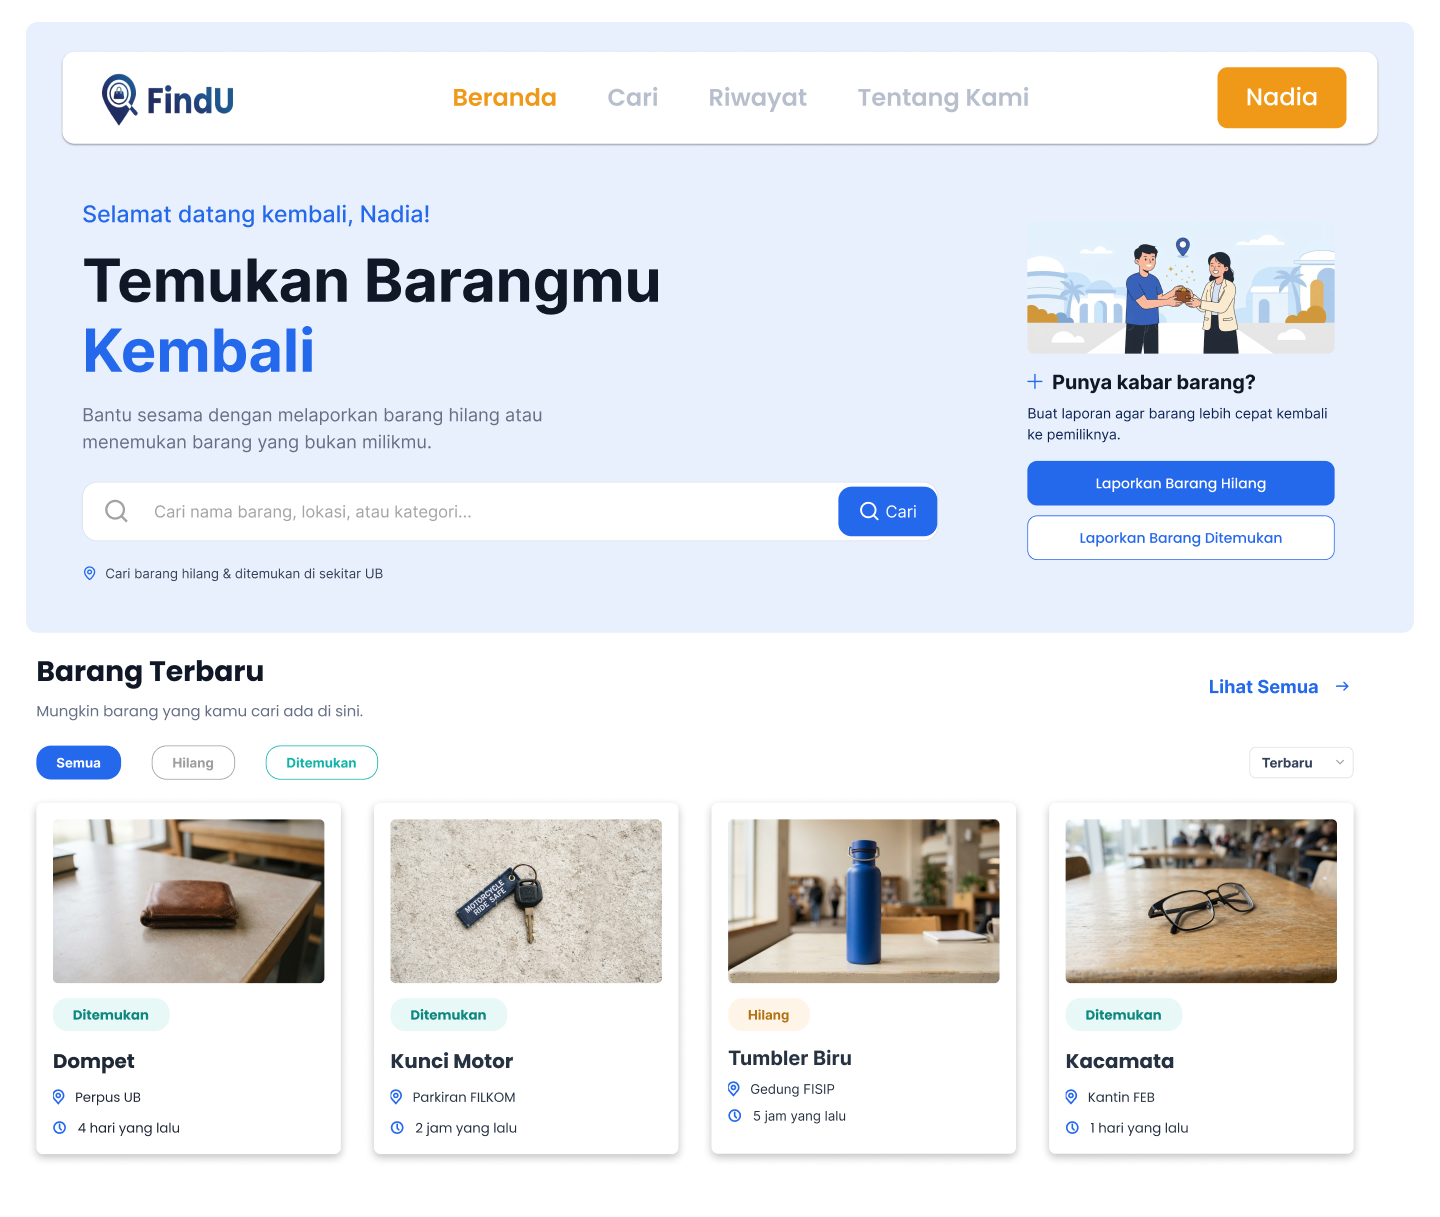 FindU
Beranda
Cari
Riwayat
Tentang Kami
Nadia
Selamat datang kembali, Nadia!
Temukan Barangmu
Kembali
Bantu sesama dengan melaporkan barang hilang atau
menemukan barang yang bukan milikmu.
Cari nama barang, lokasi, atau kategori...
Cari
Cari barang hilang & ditemukan di sekitar UB
Punya kabar barang?
Buat laporan agar barang lebih cepat kembali
ke pemiliknya.
Laporkan Barang Hilang
Laporkan Barang Ditemukan
Barang Terbaru
Mungkin barang yang kamu cari ada di sini.
Lihat Semua
Semua
Hilang
Ditemukan
Terbaru
MOTORCYCLE
RIDE SAFE
Ditemukan
Dompet
Perpus UB
4 hari yang lalu
Ditemukan
Kunci Motor
Parkiran FILKOM
2 jam yang lalu
Hilang
Tumbler Biru
Gedung FISIP
5 jam yang lalu
Ditemukan
Kacamata
Kantin FEB
1 hari yang lalu